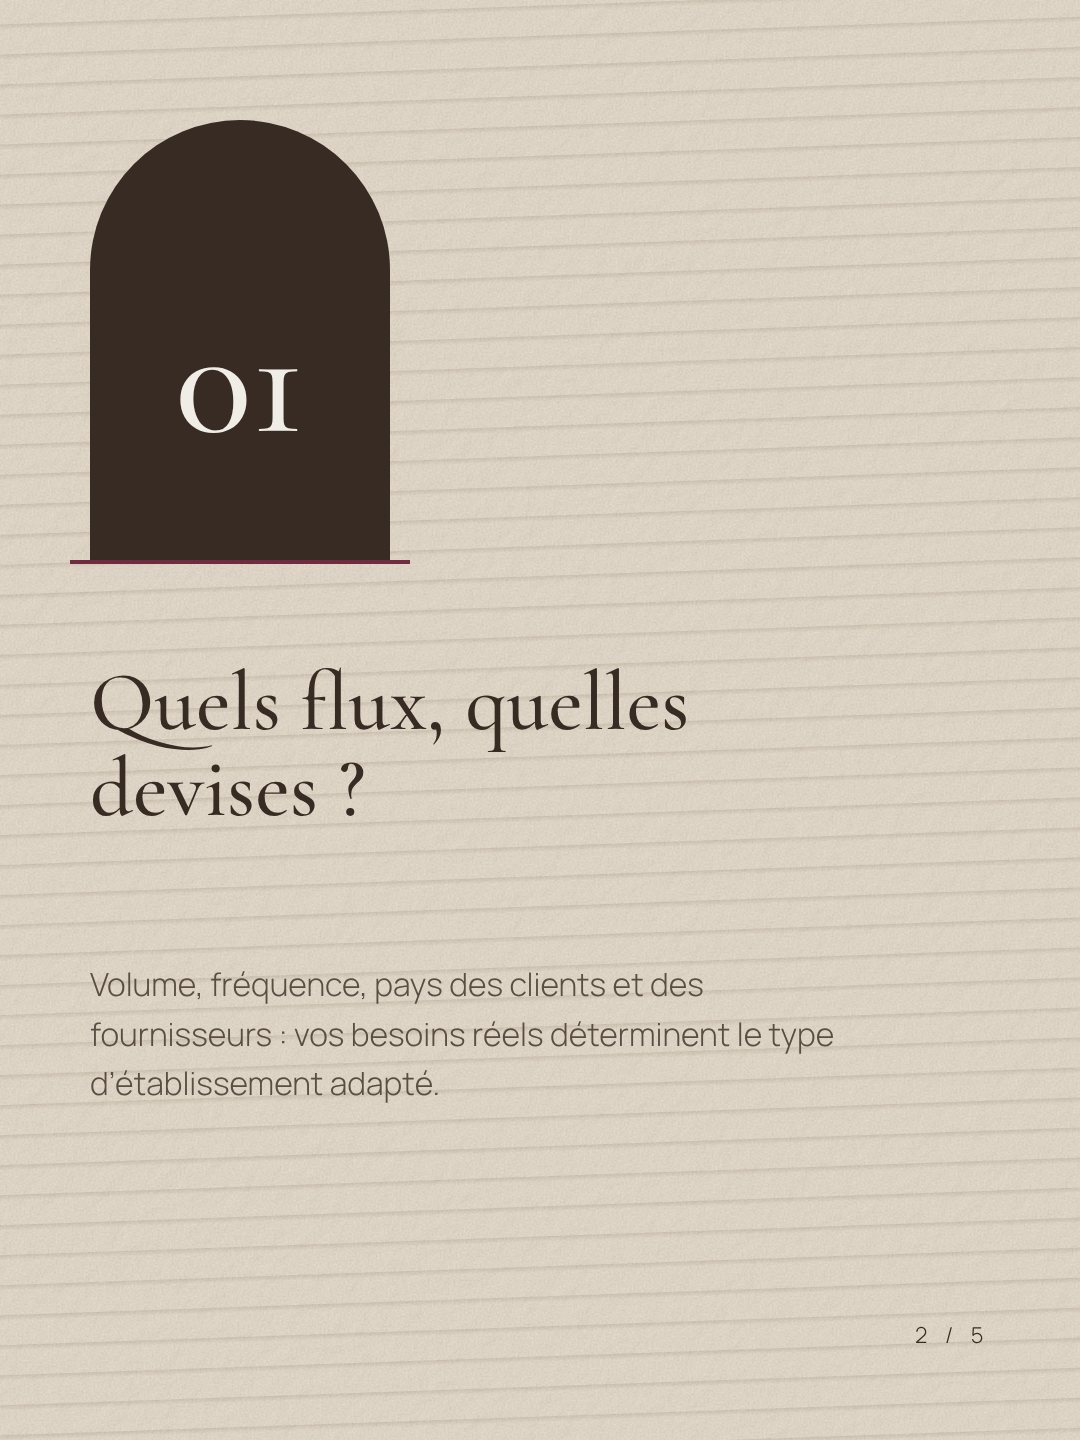 01
Quels flux, quelles
devises ?
Volume, fréquence, pays des clients et des
fournisseurs : vos besoins réels déterminent le type
d’établissement adapté.
2 / 5